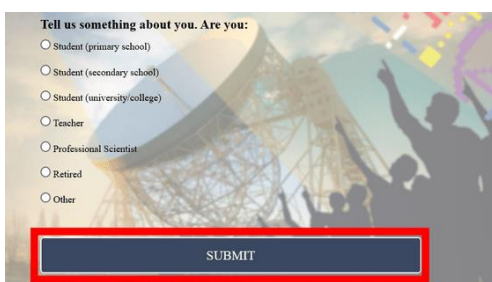 Tell us something about you. Are you:
Student (primary school)
Student (secondary school)
Student (university/college)
Teacher
Professional Scientist
Retired
Other
SUBMIT